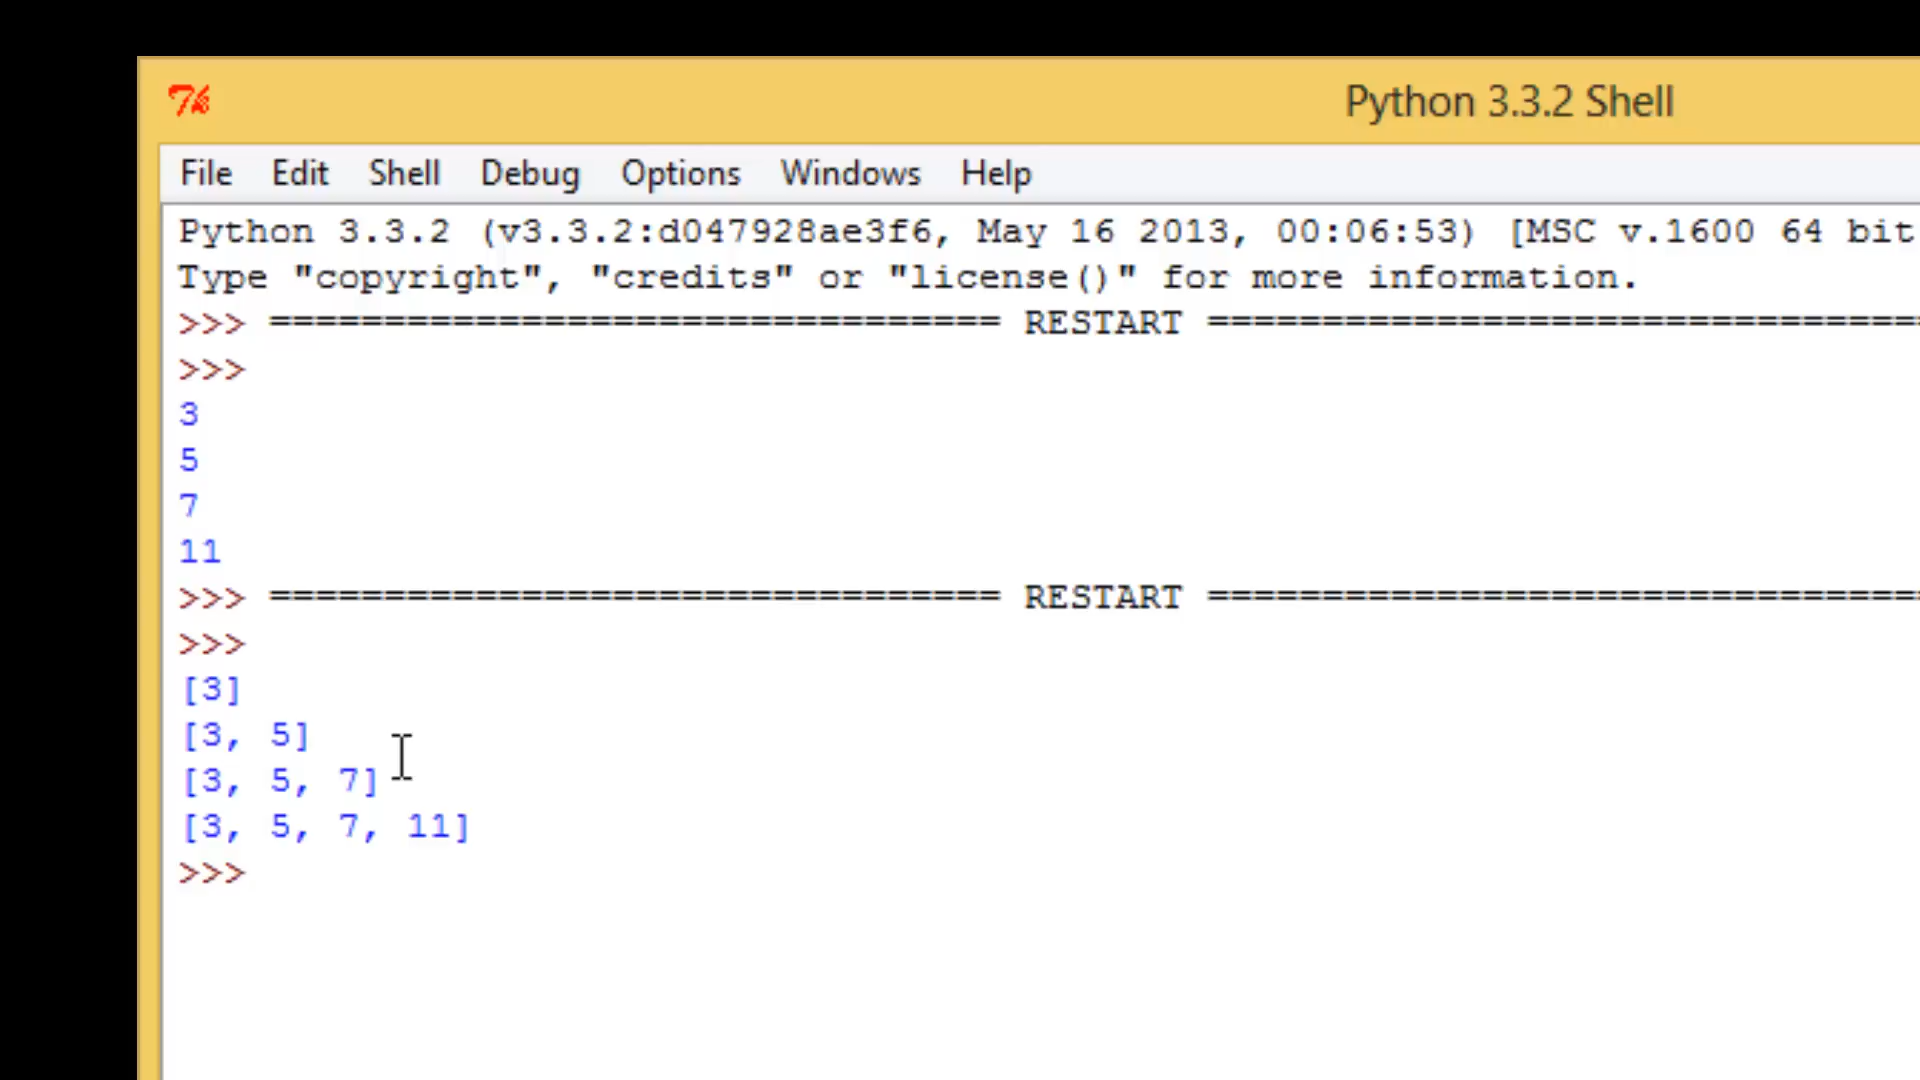 Python 3.3.2 Shell
File Edit Shell Debug Options Windows Help
Python 3.3.2 (v3.3.2:d047928ae3f6, May 16 2013, 00:06:53) [MSC v.1600 64 bit
Type "copyright", "credits" or "license()" for more information.
>>> ================================ RESTART ===============================
>>>
3
5
7
11
>>> ================================ RESTART ===============================
>>>
[3]
[3, 5]
[3, 5, 7]
[3, 5, 7, 11]
>>>